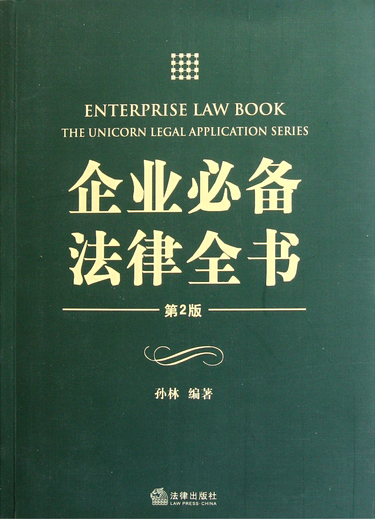 ENTERPRISE LAW BOOK
THE UNICORN LEGAL APPLICATION SERIES
企业必备
法律全书
第2版
孙林 编著
法律出版社
LAW PRESS·CHINA